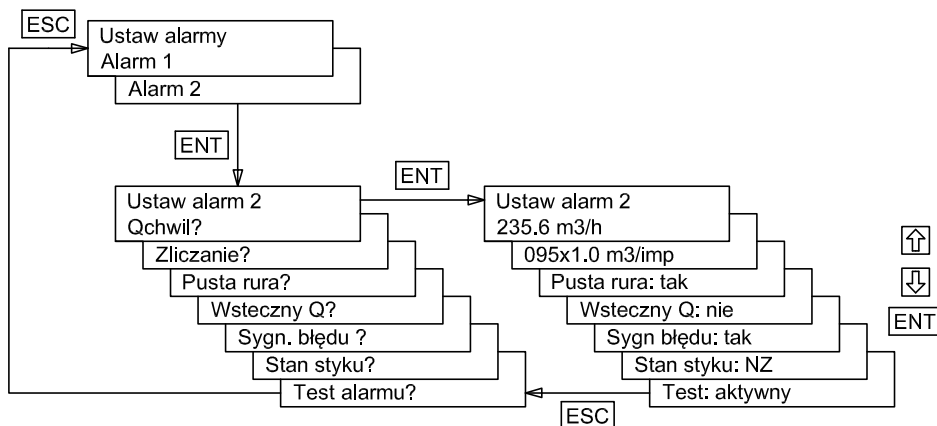 ESC
Ustaw alarmy
Alarm 1
Alarm 2
ENT
ENT
Ustaw alarm 2
Qchwil?
Zliczanie?
Pusta rura?
Wsteczny Q?
Sygn. błędu ?
Stan styku?
Test alarmu?
Ustaw alarm 2
235.6 m3/h
095x1.0 m3/imp
Pusta rura: tak
Wsteczny Q: nie
Sygn błędu: tak
Stan styku: NZ
Test: aktywny
ESC
ENT